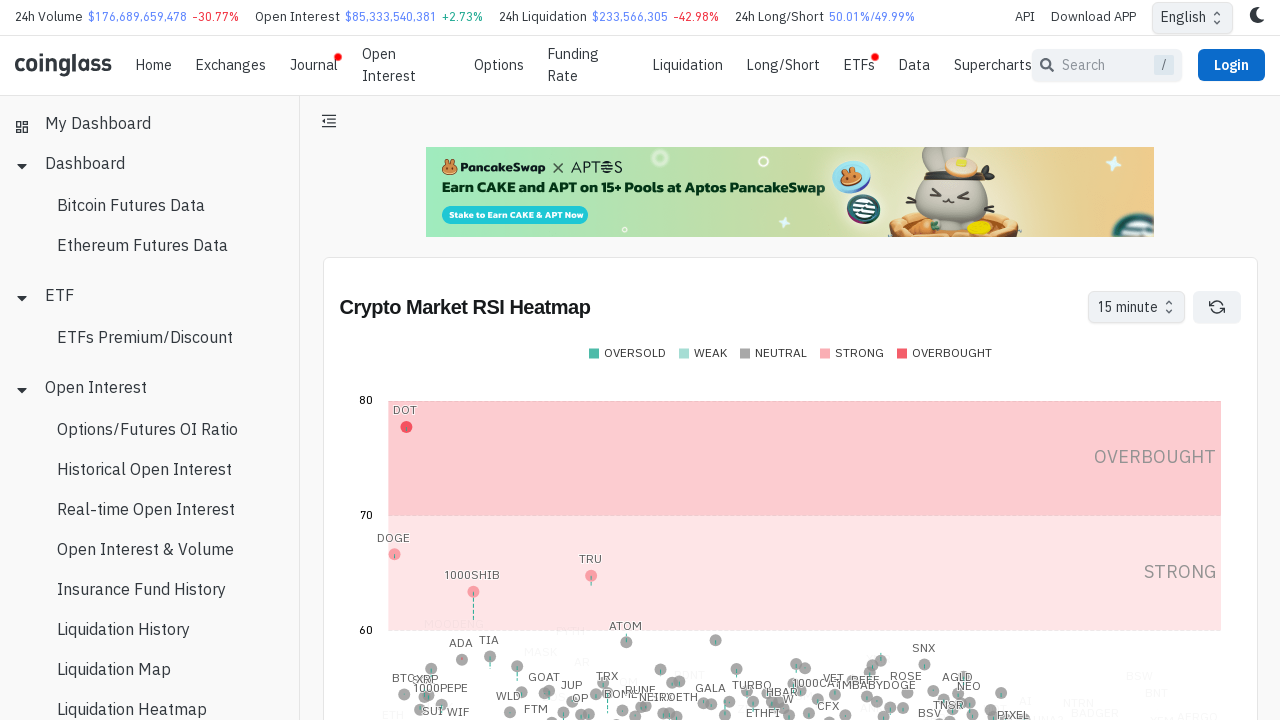 24h Volume $176,689,659,478 -30.77% Open Interest $85,333,540,381 +2.73% 24h Liquidation $233,566,305 -42.98% 24h Long/Short 50.01%/49.99% API Download APP English
coinglass Home Exchanges Journal Open Interest Options Funding Rate Liquidation Long/Short ETFs Data Supercharts Search / Login
My Dashboard
Dashboard
Bitcoin Futures Data
Ethereum Futures Data
ETF
ETFs Premium/Discount
Open Interest
Options/Futures OI Ratio
Historical Open Interest
Real-time Open Interest
Open Interest & Volume
Insurance Fund History
Liquidation History
Liquidation Map
Liquidation Heatmap
PancakeSwap × APTOS
Earn CAKE and APT on 15+ Pools at Aptos PancakeSwap
Stake to Earn CAKE & APT Now
Crypto Market RSI Heatmap
15 minute
OVERSOLD WEAK NEUTRAL STRONG OVERBOUGHT
80
DOT
OVERBOUGHT
70
DOGE
TRU
1000SHIB
STRONG
60
ATOM
ADA TIA
SNX
MASK
AR
BTC XRP GOAT TRX VET ROSE
1000PEPE JUP TURBO BABYDOGE NEO
WLD OP GALA HBAR
SUI WIF FTM ETHFI CFX BSV TNSR PIXEL
ETH
BSW
BNT
BADGER